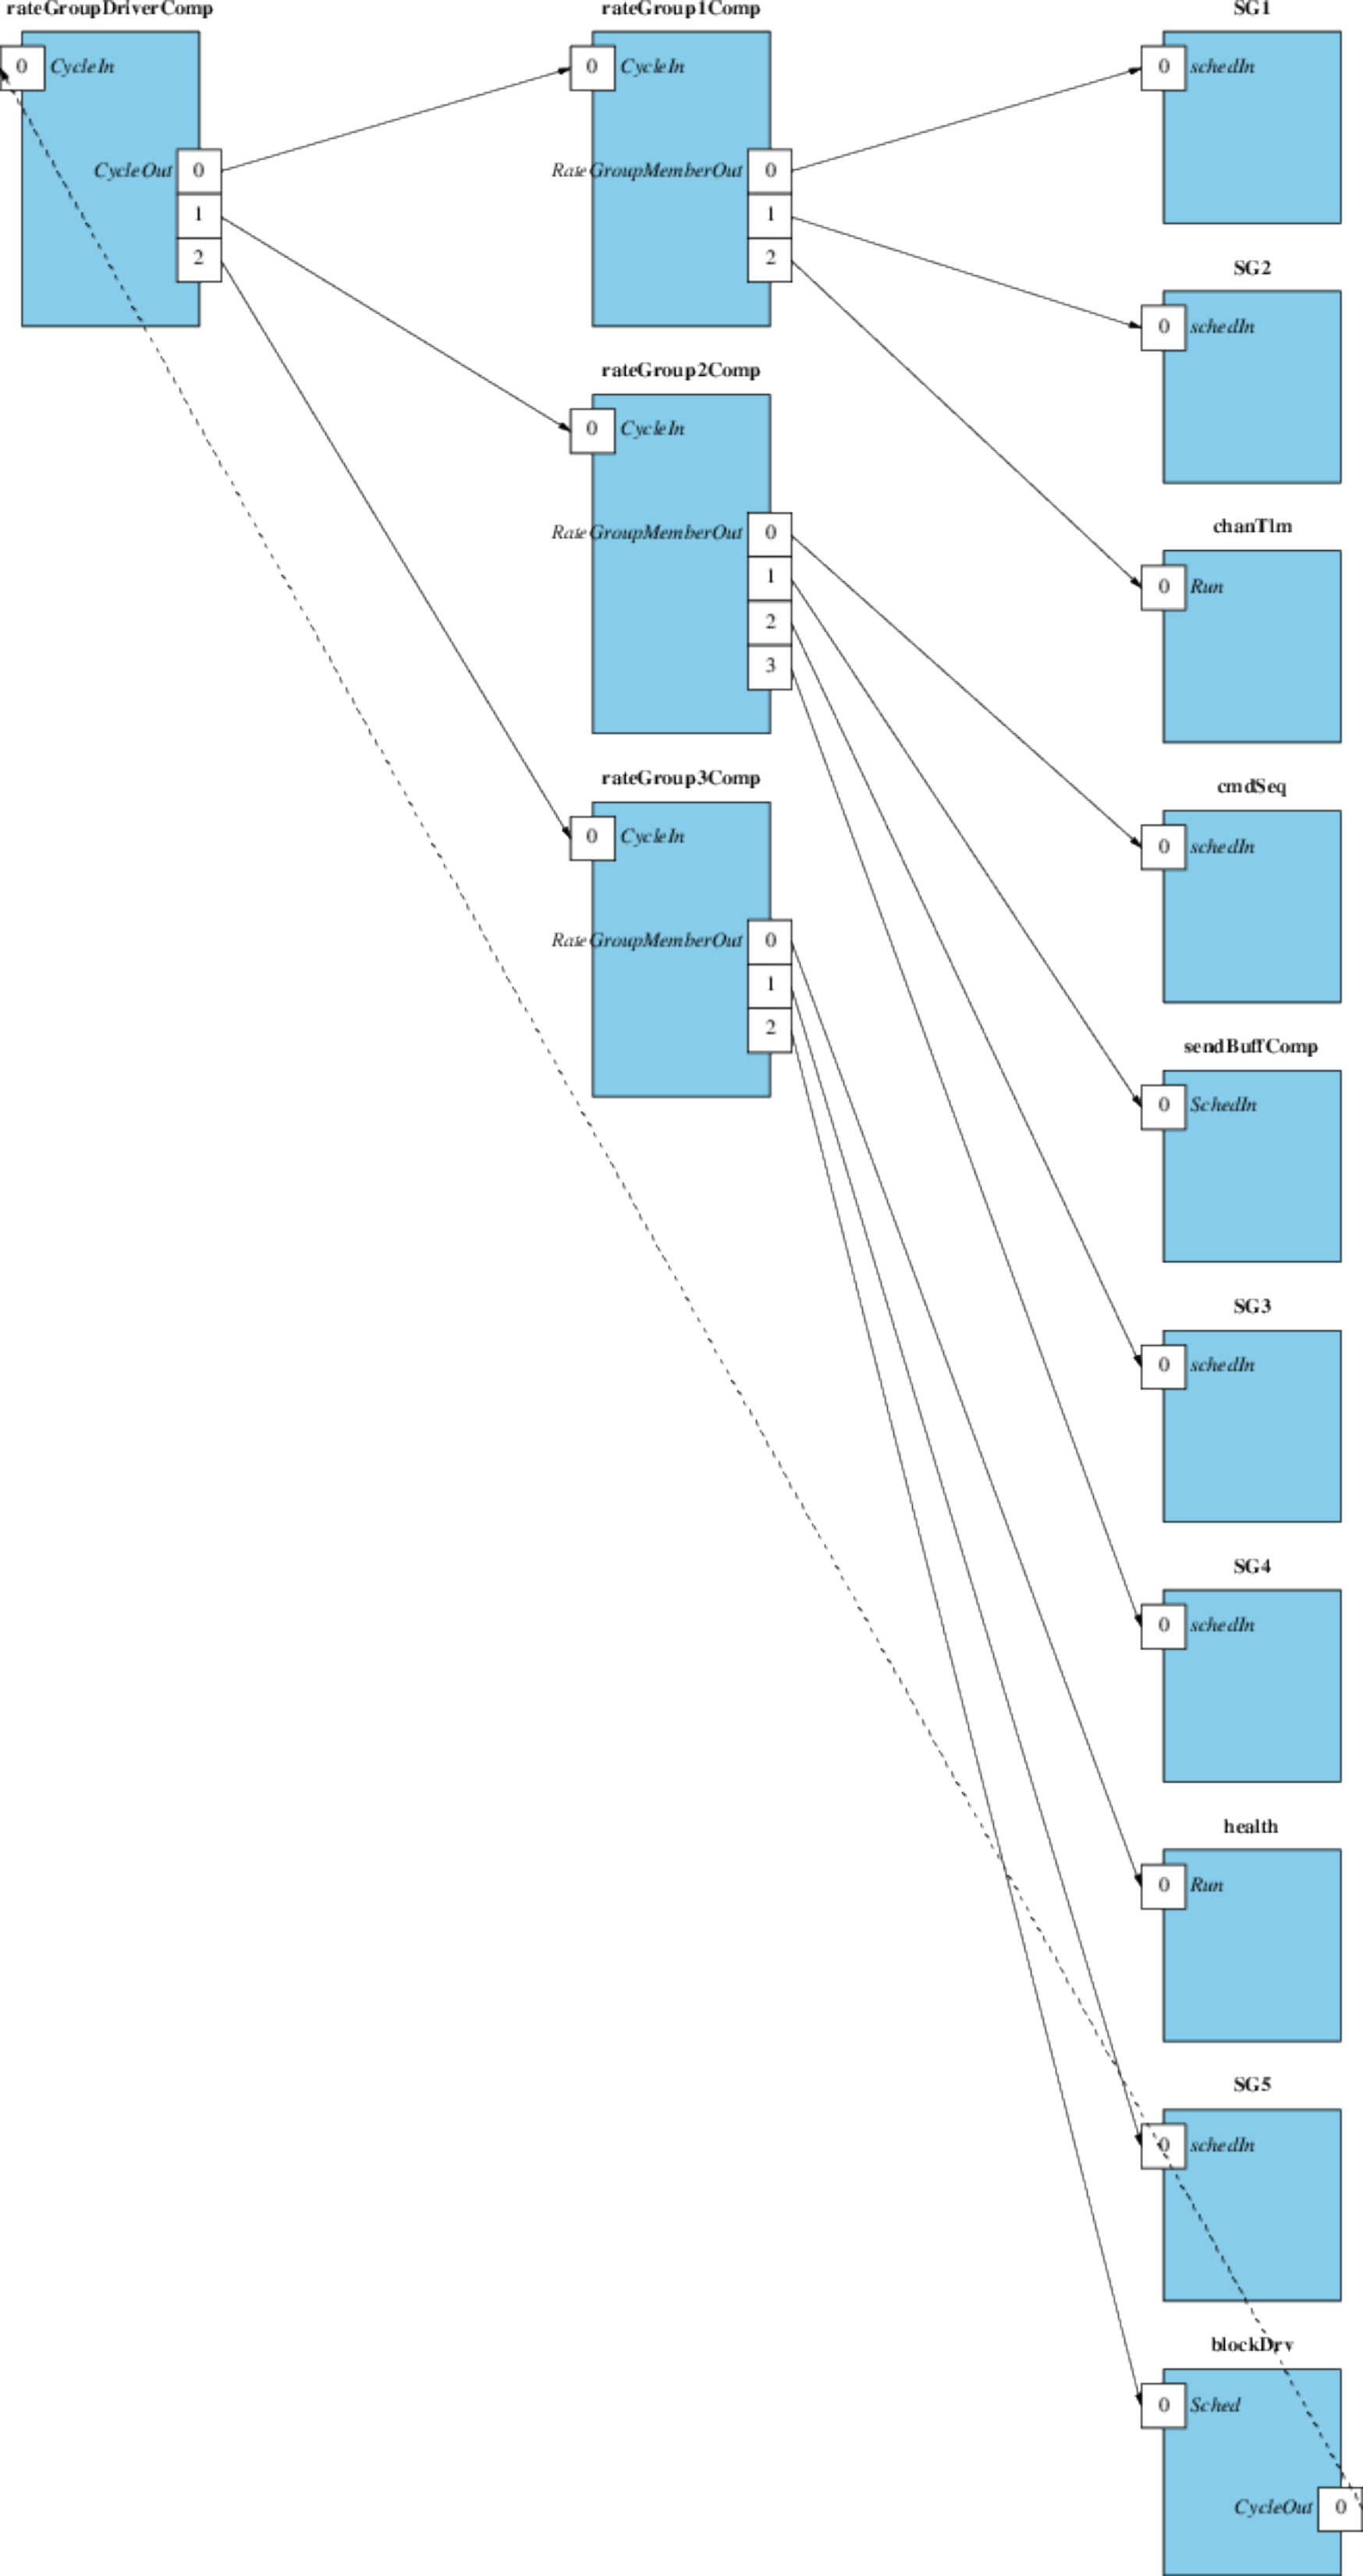 rateGroupDriverComp
0 CycleIn
CycleOut 0
1
2
rateGroup1Comp
0 CycleIn
RateGroupMemberOut 0
1
2
rateGroup2Comp
0 CycleIn
RateGroupMemberOut 0
1
2
3
rateGroup3Comp
0 CycleIn
RateGroupMemberOut 0
1
2
SG1
0 schedIn
SG2
0 schedIn
chanTlm
0 Run
cmdSeq
0 schedIn
sendBuffComp
0 SchedIn
SG3
0 schedIn
SG4
0 schedIn
health
0 Run
SG5
0 schedIn
blockDrv
0 Sched
CycleOut 0